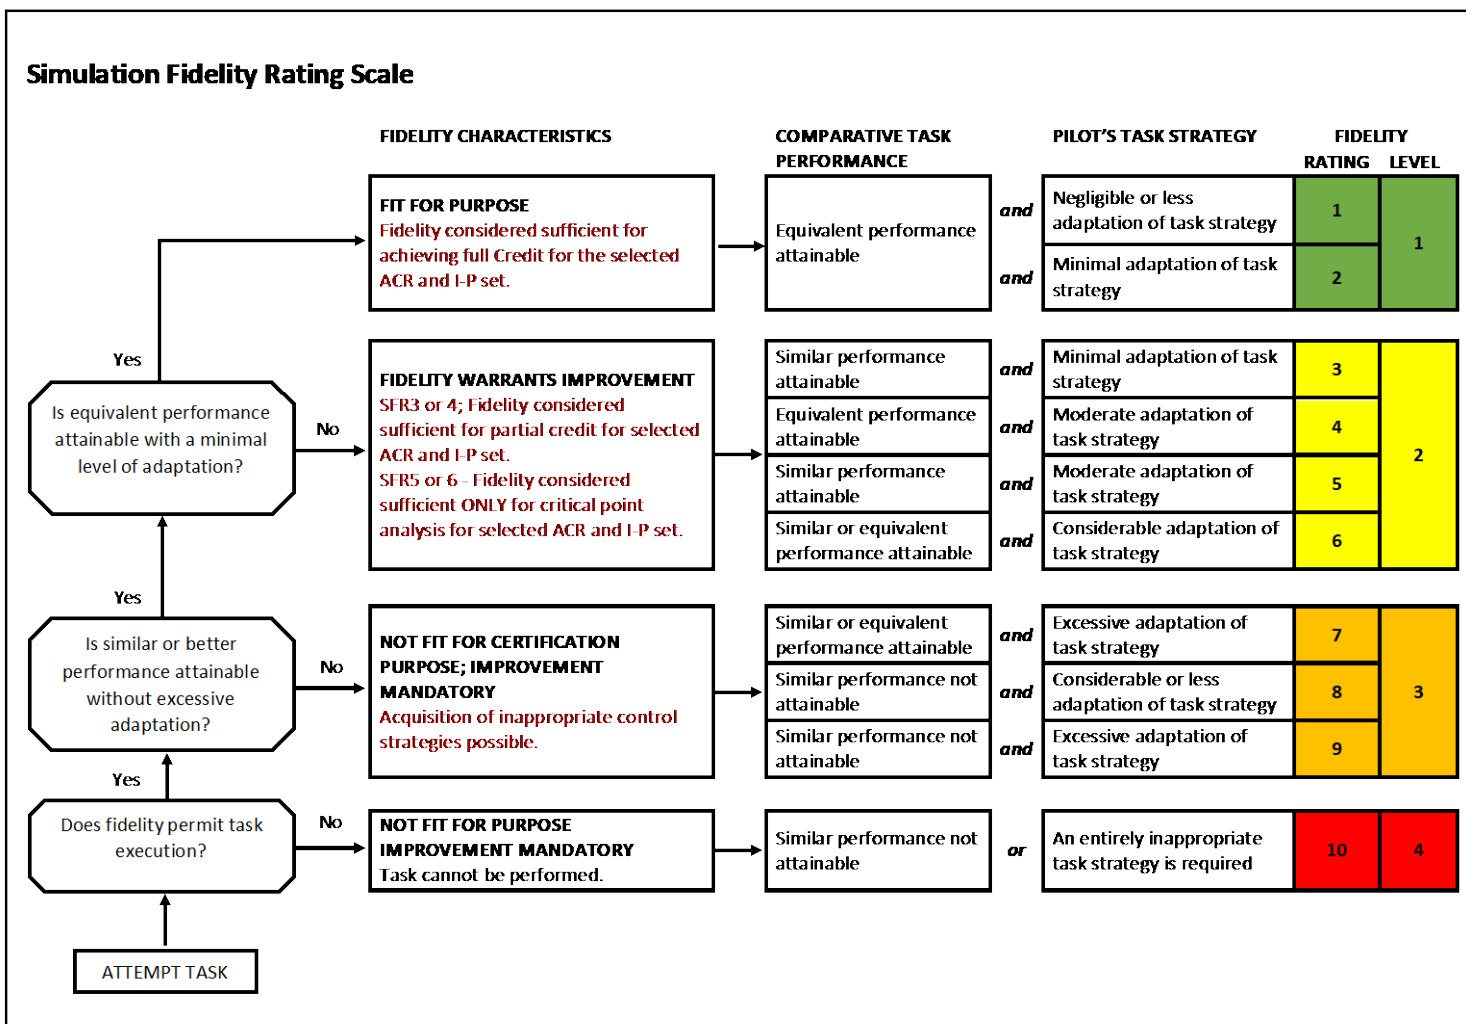 Simulation Fidelity Rating Scale
FIDELITY CHARACTERISTICS
COMPARATIVE TASK
PERFORMANCE
PILOT'S TASK STRATEGY
FIDELITY
RATING
LEVEL
FIT FOR PURPOSE
Fidelity considered sufficient for
achieving full Credit for the selected
ACR and I-P set.
Equivalent performance
attainable
and
Negligible or less
adaptation of task strategy
1
and
Minimal adaptation of task
strategy
2
1
Yes
Is equivalent performance
attainable with a minimal
level of adaptation?
No
FIDELITY WARRANTS IMPROVEMENT
SFR3 or 4; Fidelity considered
sufficient for partial credit for selected
ACR and I-P set.
SFR5 or 6 - Fidelity considered
sufficient ONLY for critical point
analysis for selected ACR and I-P set.
Similar performance
attainable
and
Minimal adaptation of task
strategy
3
Equivalent performance
attainable
and
Moderate adaptation of
task strategy
4
Similar performance
attainable
and
Moderate adaptation of
task strategy
5
Similar or equivalent
performance attainable
and
Considerable adaptation of
task strategy
6
2
Yes
Is similar or better
performance attainable
without excessive
adaptation?
No
NOT FIT FOR CERTIFICATION
PURPOSE; IMPROVEMENT
MANDATORY
Acquisition of inappropriate control
strategies possible.
Similar or equivalent
performance attainable
and
Excessive adaptation of
task strategy
7
Similar performance not
attainable
and
Considerable or less
adaptation of task strategy
8
Similar performance not
attainable
and
Excessive adaptation of
task strategy
9
3
Yes
Does fidelity permit task
execution?
No
NOT FIT FOR PURPOSE
IMPROVEMENT MANDATORY
Task cannot be performed.
Similar performance not
attainable
or
An entirely inappropriate
task strategy is required
10
4
ATTEMPT TASK